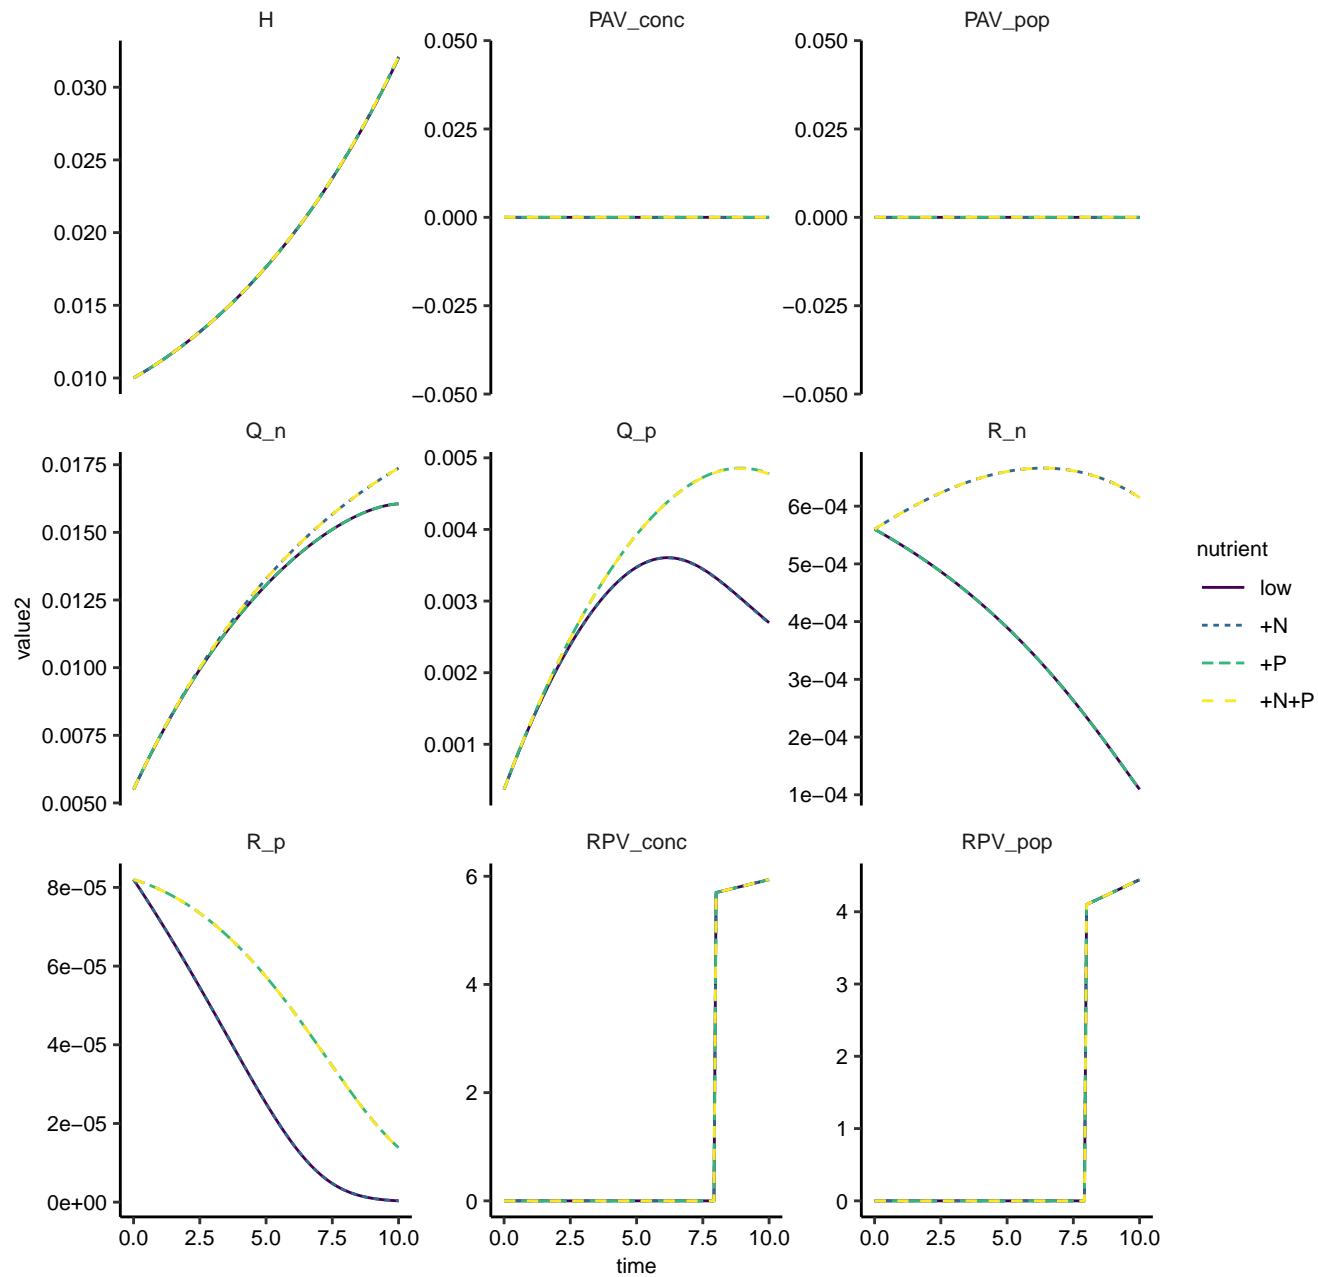 H
PAV_conc
PAV_pop
0.030
0.025
0.020
0.015
0.010
0.050
0.025
0.000
−0.025
−0.050
0.050
0.025
0.000
−0.025
−0.050
Q_n
Q_p
R_n
0.0175
0.0150
0.0125
0.0100
0.0075
0.0050
0.005
0.004
0.003
0.002
0.001
6e−04
5e−04
4e−04
3e−04
2e−04
1e−04
value2
nutrient
low
+N
+P
+N+P
R_p
RPV_conc
RPV_pop
8e−05
6e−05
4e−05
2e−05
0e+00
6
4
2
0
4
3
2
1
0
0.0 2.5 5.0 7.5 10.0
0.0 2.5 5.0 7.5 10.0
0.0 2.5 5.0 7.5 10.0
time